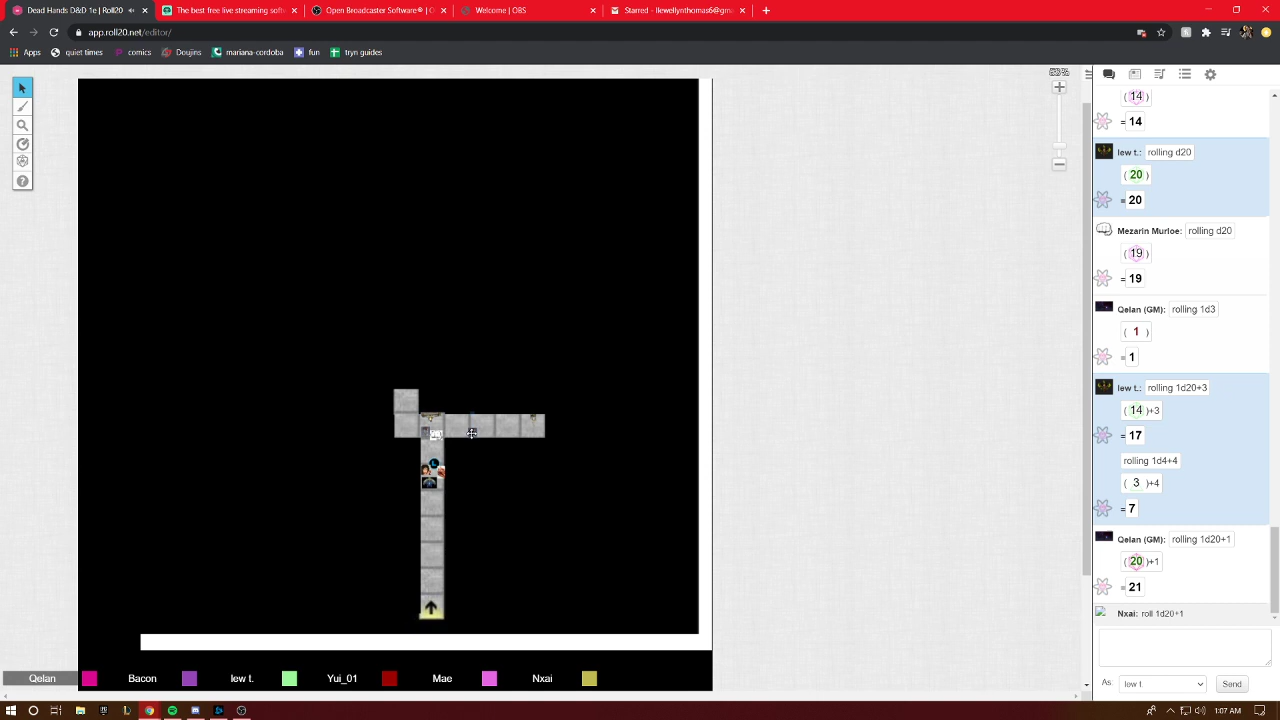 Dead Hands D&D 1e | Roll20
The best free live streaming soft
Open Broadcaster Software® | O
Welcome | OBS
Starred - llewellynthomas6@gm
app.roll20.net/editor/
Apps
quiet times
comics
Doujins
mariana-cordoba
fun
tryn guides
(14)
=14
lew t.: rolling d20
(20)
=20
Mezarin Murloe: rolling d20
(19)
=19
Qelan (GM): rolling 1d3
(1)
=1
lew t.: rolling 1d20+3
(14)+3
=17
rolling 1d4+4
(3)+4
=7
Qelan (GM): rolling 1d20+1
(20)+1
=21
Nxai: roll 1d20+1
As: lew t. Send
Qelan
Bacon
lew t.
Yui_01
Mae
Nxai
1:07 AM